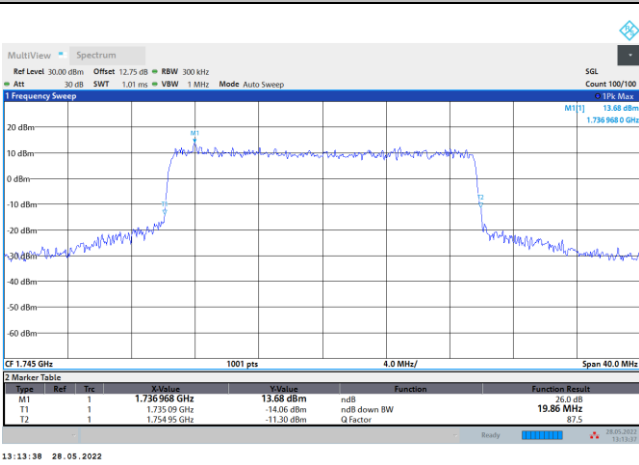 MultiView Spectrum
Ref Level 30.00 dBm Offset 12.75 dB RBW 300 kHz SGL
Att 30 dB SWT 1.01 ms VBW 1 MHz Mode Auto Sweep Count 100/100
1 Frequency Sweep 1Pk Max
M1[1] 13.68 dBm
1.736 968 0 GHz
20 dBm
M1
10 dBm
0 dBm
T1
T2
-10 dBm
-20 dBm
-30 dBm
-40 dBm
-50 dBm
-60 dBm
CF 1.745 GHz 1001 pts 4.0 MHz/ Span 40.0 MHz
2 Marker Table
Type Ref Trc X-Value Y-Value Function Function Result
M1 1 1.736 968 GHz 13.68 dBm ndB 26.0 dB
T1 1 1.735 09 GHz -14.06 dBm ndB down BW 19.86 MHz
T2 1 1.754 95 GHz -11.30 dBm Q Factor 87.5
Ready 28.05.2022
13:13:37
13:13:38 28.05.2022